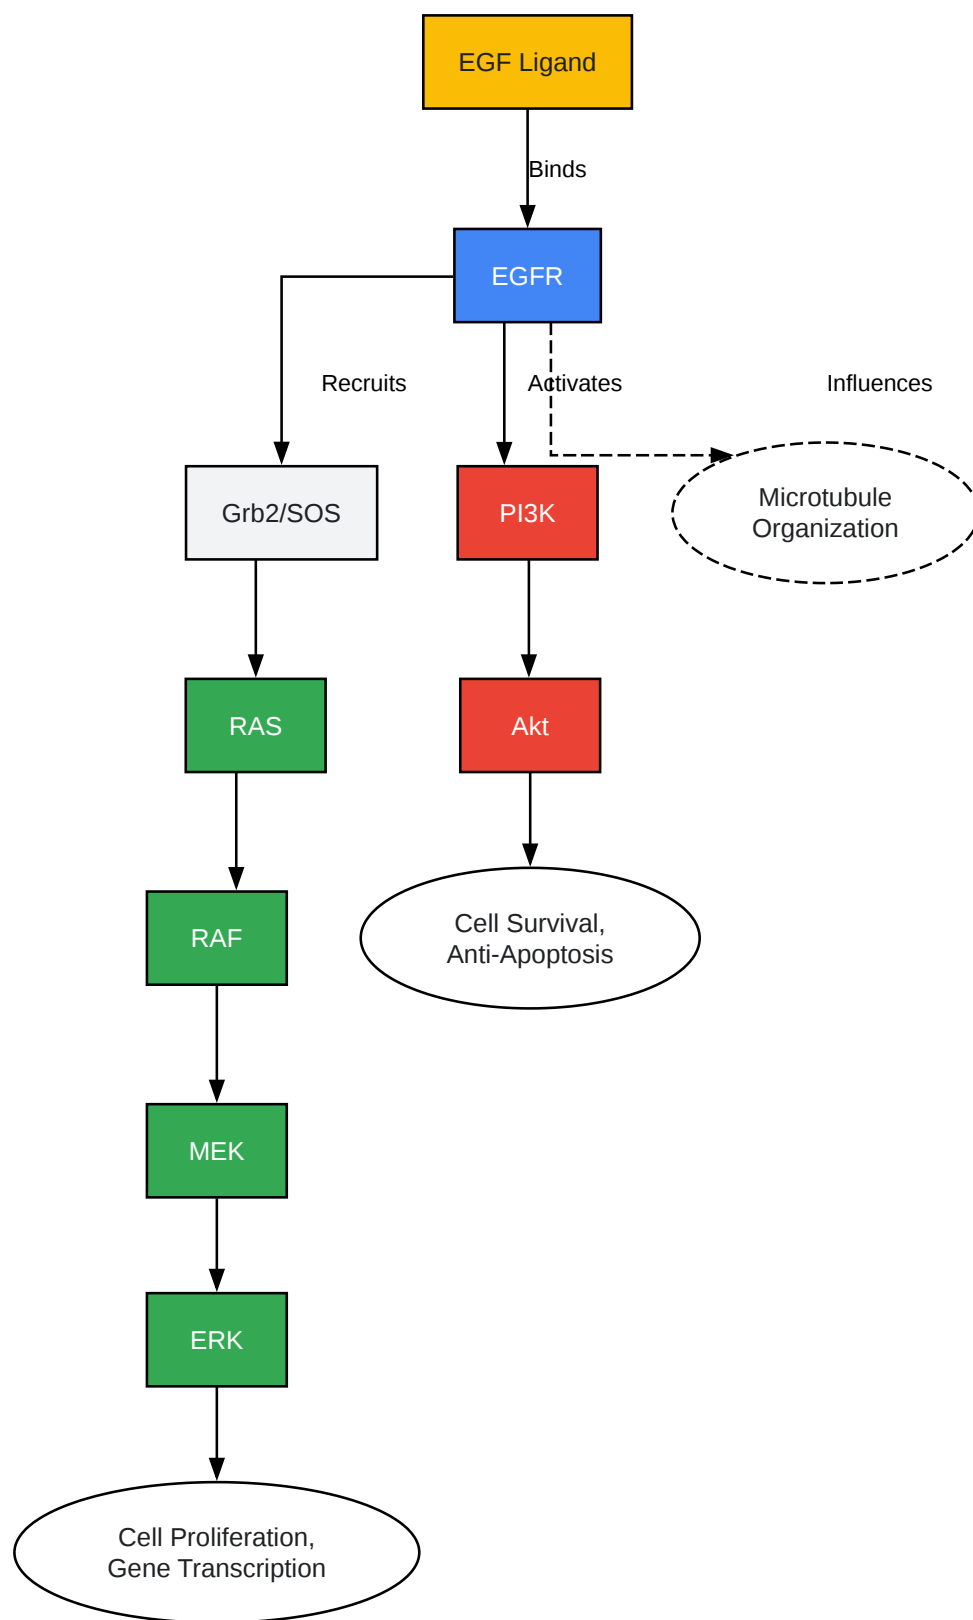 EGF Ligand
Binds
EGFR
Recruits
Activates
Influences
Grb2/SOS
PI3K
Microtubule
Organization
RAS
Akt
RAF
Cell Survival,
Anti-Apoptosis
MEK
ERK
Cell Proliferation,
Gene Transcription